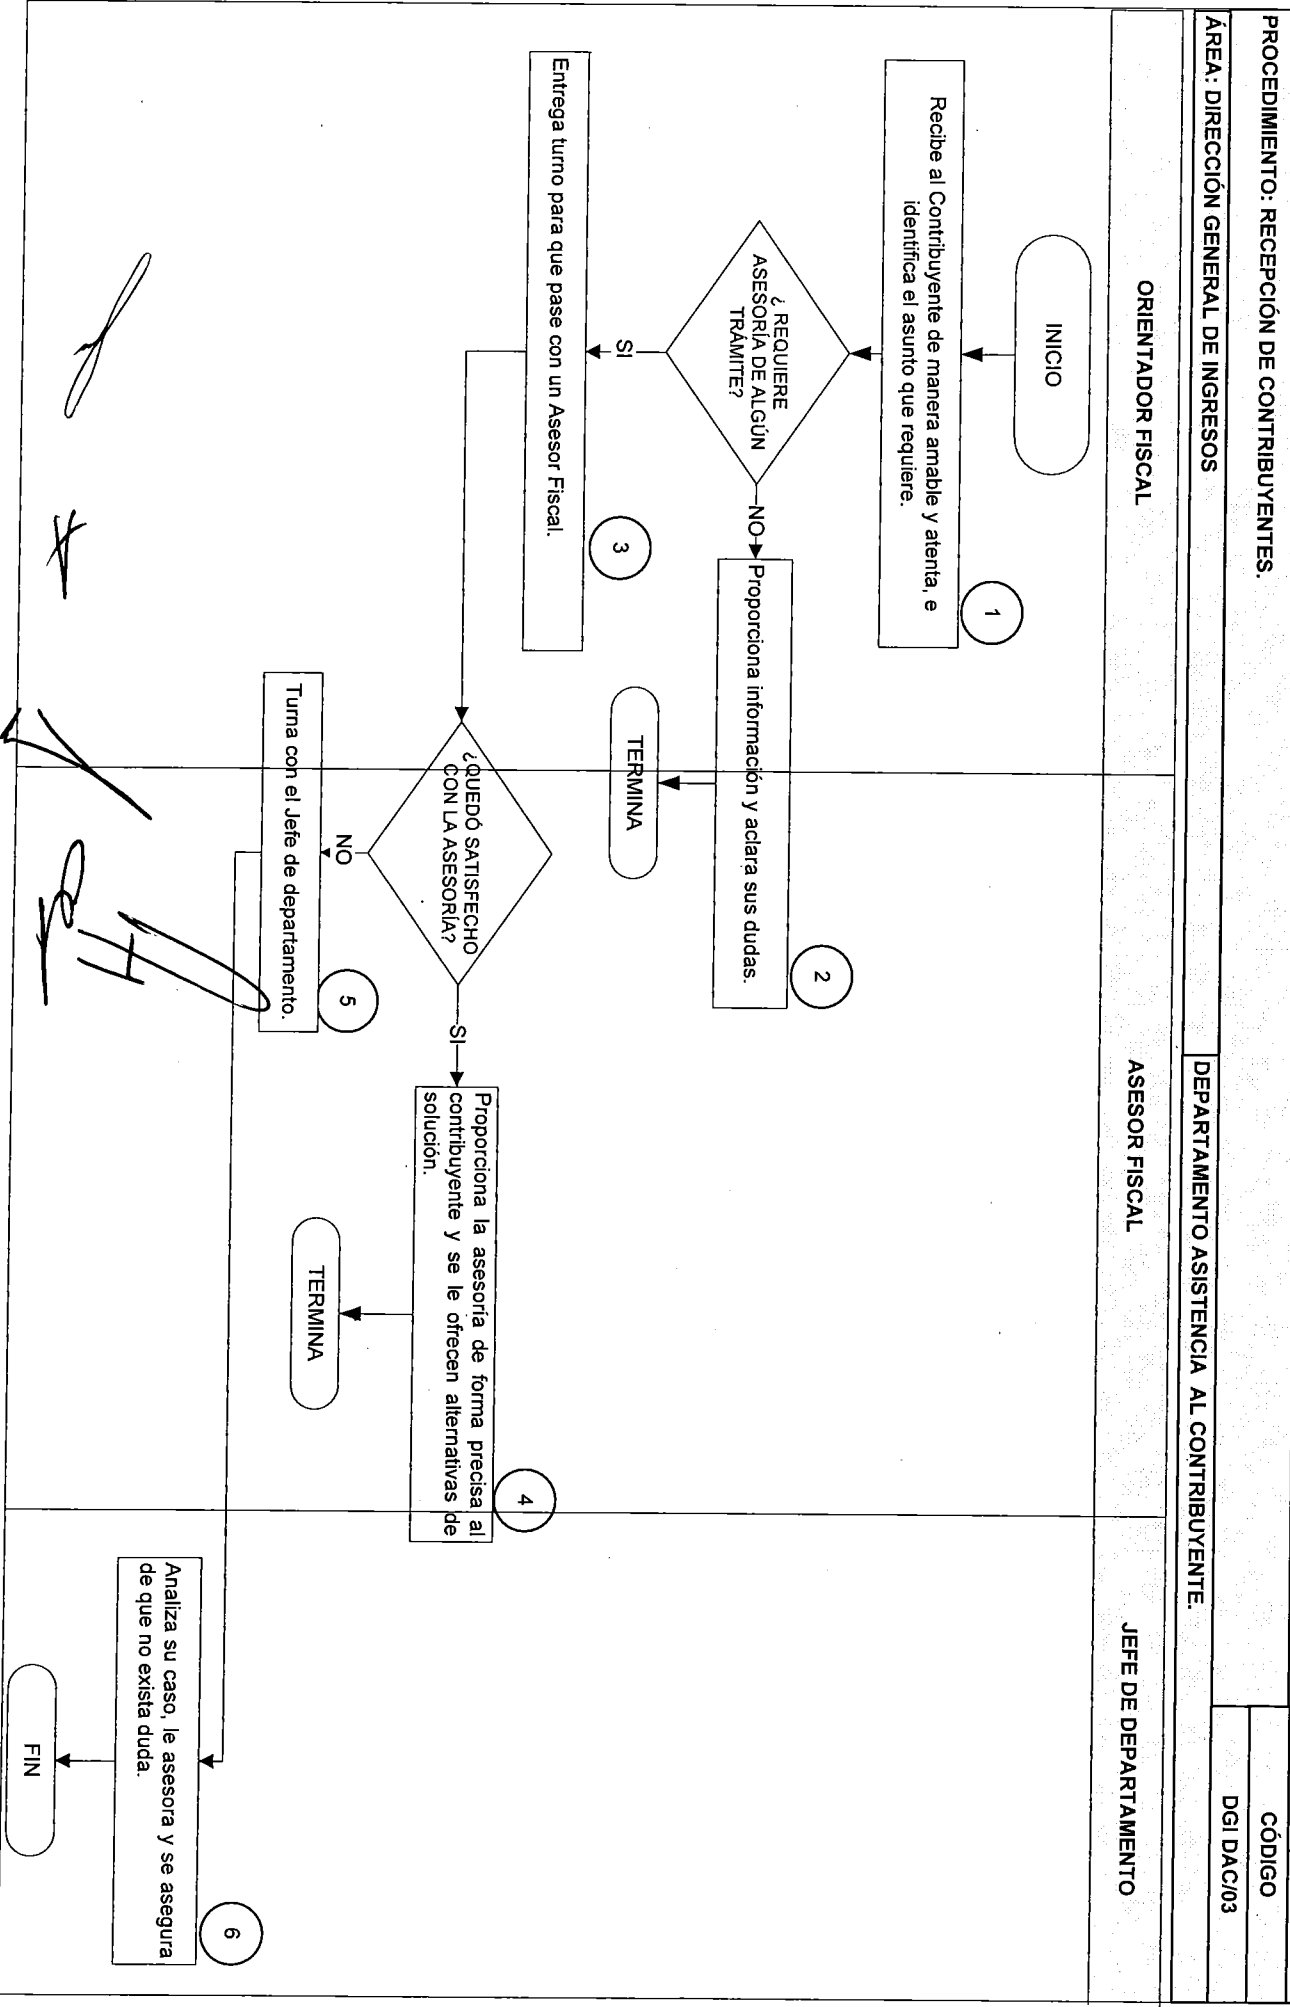 PROCEDIMIENTO: RECEPCIÓN DE CONTRIBUYENTES.
CÓDIGO
ÁREA: DIRECCIÓN GENERAL DE INGRESOS
DEPARTAMENTO ASISTENCIA AL CONTRIBUYENTE.
DGI DAC/03
ORIENTADOR FISCAL
ASESOR FISCAL
JEFE DE DEPARTAMENTO
INICIO
1
Recibe al Contribuyente de manera amable y atenta, e
identifica el asunto que requiere.
¿ REQUIERE
ASESORÍA DE ALGÚN
TRÁMITE?
NO
2
Proporciona información y aclara sus dudas.
TERMINA
SI
3
Entrega turno para que pase con un Asesor Fiscal.
¿QUEDÓ SATISFECHO
CON LA ASESORÍA?
SI
4
Proporciona la asesoría de forma precisa al
contribuyente y se le ofrecen alternativas de
solución.
TERMINA
NO
5
Turna con el Jefe de departamento.
6
Analiza su caso, le asesora y se asegura
de que no exista duda.
FIN